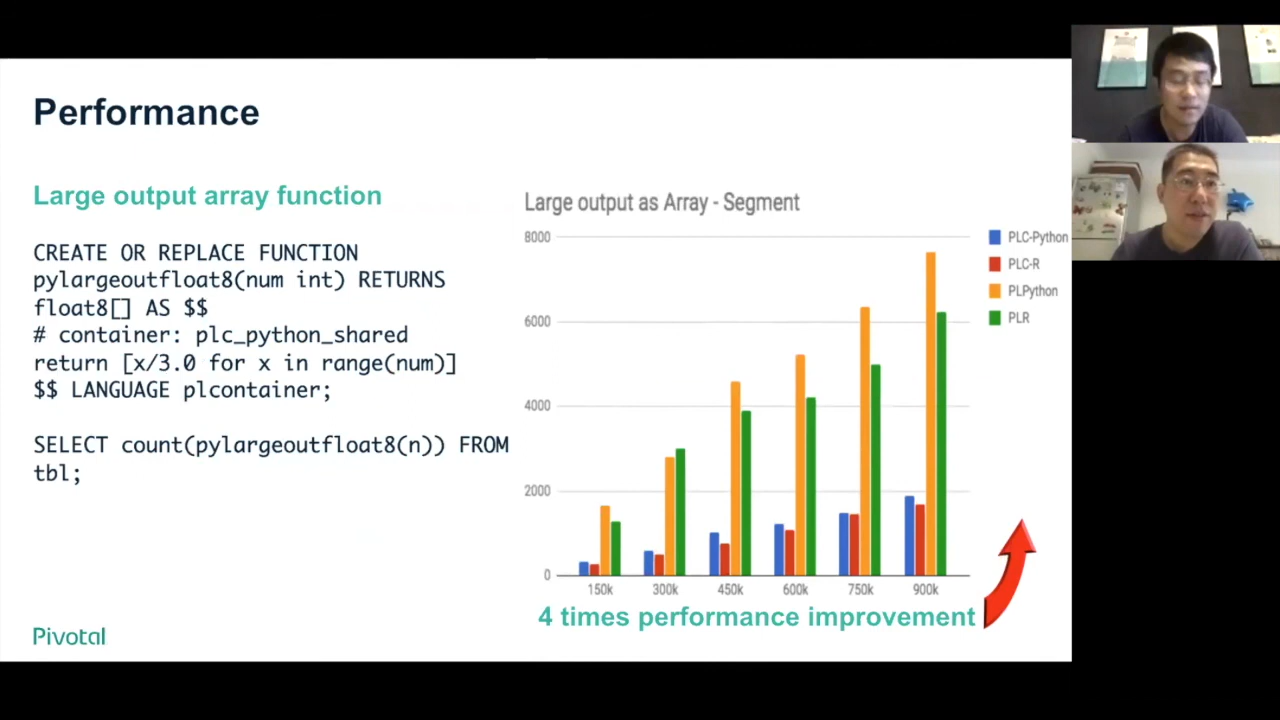 Performance
Large output array function
CREATE OR REPLACE FUNCTION
pylargeoutfloat8(num int) RETURNS
float8[] AS $$
# container: plc_python_shared
return [x/3.0 for x in range(num)]
$$ LANGUAGE plcontainer;
SELECT count(pylargeoutfloat8(n)) FROM
tbl;
Large output as Array - Segment
8000
6000
4000
2000
0
150k 300k 450k 600k 750k 900k
PLC-Python
PLC-R
PLPython
PLR
4 times performance improvement
Pivotal